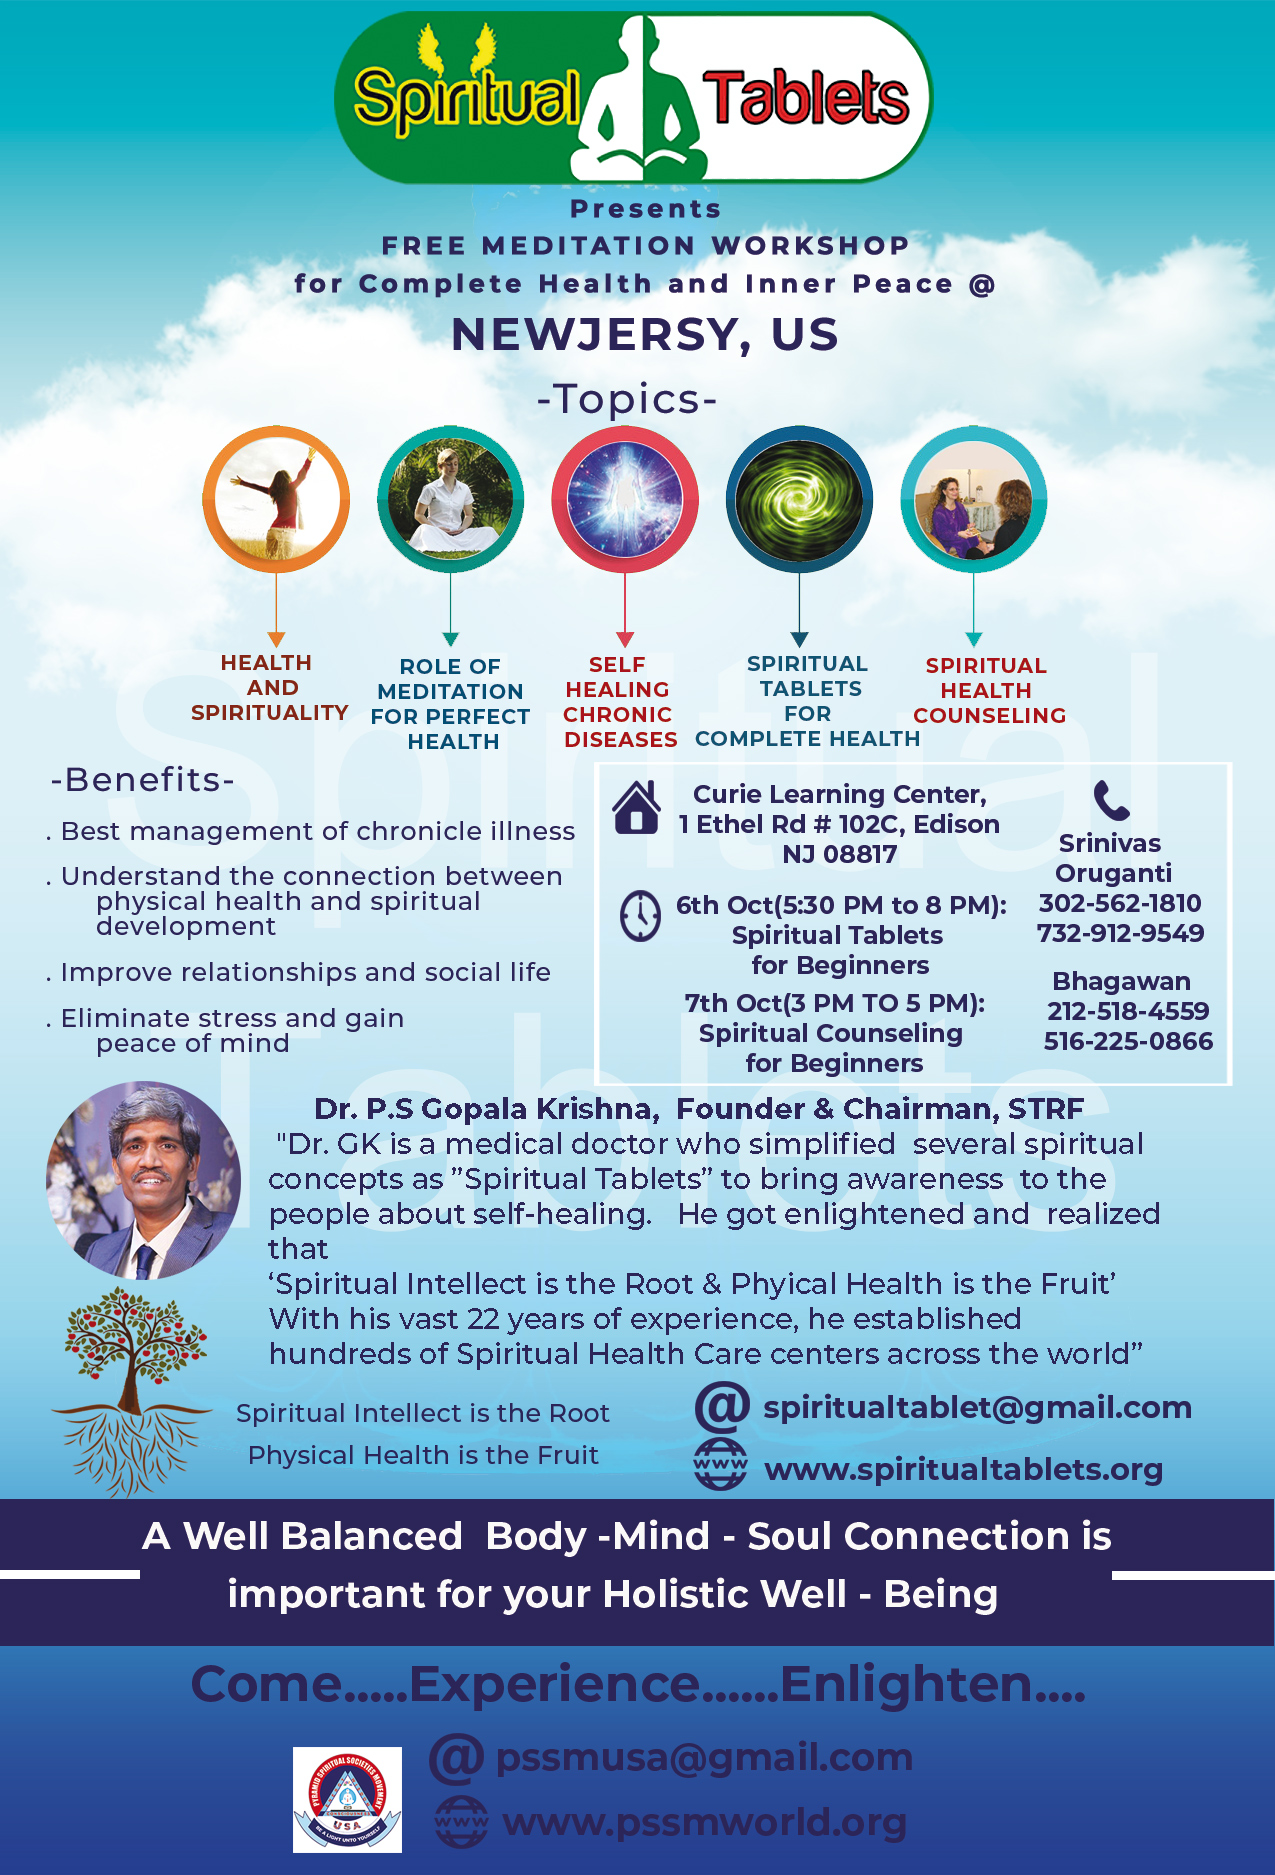 Spiritual Tablets
Presents
FREE MEDITATION WORKSHOP
for Complete Health and Inner Peace @
NEWJERSY, US
-Topics-
HEALTH
AND
SPIRITUALITY
ROLE OF
MEDITATION
FOR PERFECT
HEALTH
SELF
HEALING
CHRONIC
DISEASES
SPIRITUAL
TABLETS
FOR
COMPLETE HEALTH
SPIRITUAL
HEALTH
COUNSELING
-Benefits-
. Best management of chronicle illness
. Understand the connection between
physical health and spiritual
development
. Improve relationships and social life
. Eliminate stress and gain
peace of mind
Curie Learning Center,
1 Ethel Rd # 102C, Edison
NJ 08817
6th Oct(5:30 PM to 8 PM):
Spiritual Tablets
for Beginners
7th Oct(3 PM TO 5 PM):
Spiritual Counseling
for Beginners
Srinivas
Oruganti
302-562-1810
732-912-9549
Bhagawan
212-518-4559
516-225-0866
Spiritual
Tablets
Dr. P.S Gopala Krishna,  Founder & Chairman, STRF
"Dr. GK is a medical doctor who simplified  several spiritual
concepts as ”Spiritual Tablets” to bring awareness  to the
people about self-healing.   He got enlightened and  realized
that
‘Spiritual Intellect is the Root & Phyical Health is the Fruit’
With his vast 22 years of experience, he established
hundreds of Spiritual Health Care centers across the world”
Spiritual Intellect is the Root
Physical Health is the Fruit
@ spiritualtablet@gmail.com
www www.spiritualtablets.org
A Well Balanced  Body -Mind - Soul Connection is
important for your Holistic Well - Being
Come.....Experience......Enlighten....
@ pssmusa@gmail.com
www www.pssmworld.org
PYRAMID SPIRITUAL SOCIETIES MOVEMENT
USA
BE A LIGHT UNTO YOURSELF